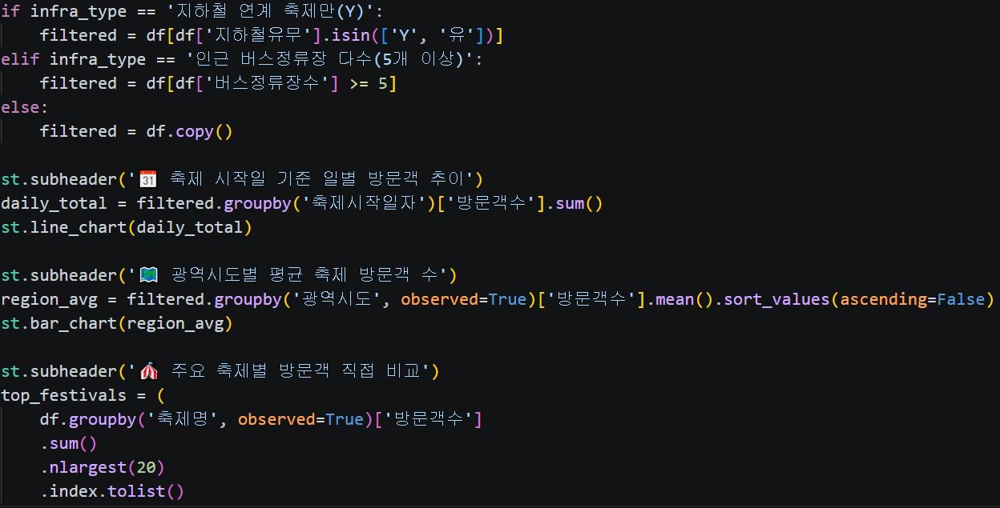 if infra_type == '지하철 연계 축제만(Y)':
    filtered = df[df['지하철유무'].isin(['Y', '유'])]
elif infra_type == '인근 버스정류장 다수(5개 이상)':
    filtered = df[df['버스정류장수'] >= 5]
else:
    filtered = df.copy()
st.subheader('📅 축제 시작일 기준 일별 방문객 추이')
daily_total = filtered.groupby('축제시작일자')['방문객수'].sum()
st.line_chart(daily_total)
st.subheader('🗺️ 광역시도별 평균 축제 방문객 수')
region_avg = filtered.groupby('광역시도', observed=True)['방문객수'].mean().sort_values(ascending=False)
st.bar_chart(region_avg)
st.subheader('🎪 주요 축제별 방문객 직접 비교')
top_festivals = (
    df.groupby('축제명', observed=True)['방문객수']
    .sum()
    .nlargest(20)
    .index.tolist()